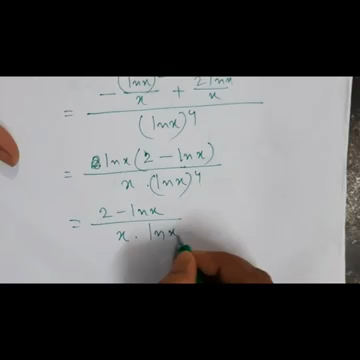 - (lnx) / x + 2lnx / x
= / (lnx)^4
= lnx(2 - lnx) / x · (lnx)^4
= 2 - lnx / x · lnx